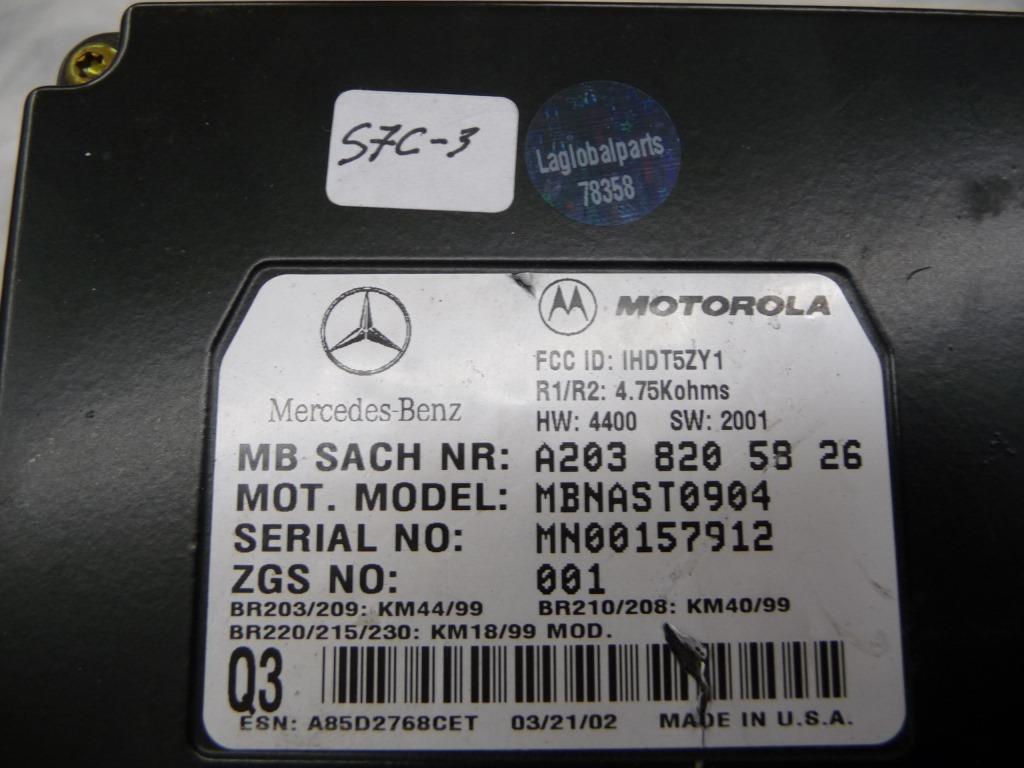 S7C-3
Laglobalparts
78358
Mercedes-Benz
MOTOROLA
FCC ID: IHDT5ZY1
R1/R2: 4.75Kohms
HW: 4400 SW: 2001
MB SACH NR: A203 820 58 26
MOT. MODEL: MBNAST0904
SERIAL NO: MN00157912
ZGS NO: 001
BR203/209: KM44/99 BR210/208: KM40/99
BR220/215/230: KM18/99 MOD.
Q3
ESN: A85D2768CET 03/21/02 MADE IN U.S.A.